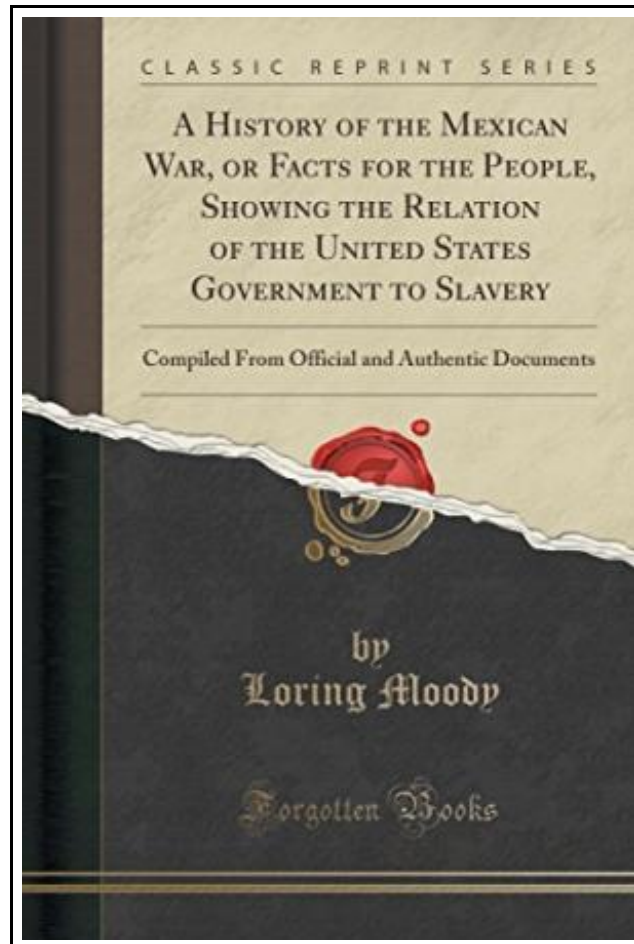 CLASSIC REPRINT SERIES
A HISTORY OF THE MEXICAN
WAR, OR FACTS FOR THE PEOPLE,
SHOWING THE RELATION
OF THE UNITED STATES
GOVERNMENT TO SLAVERY
Compiled From Official and Authentic Documents
by
Loring Moody
Forgotten Books